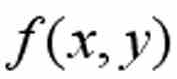 f(x, y)